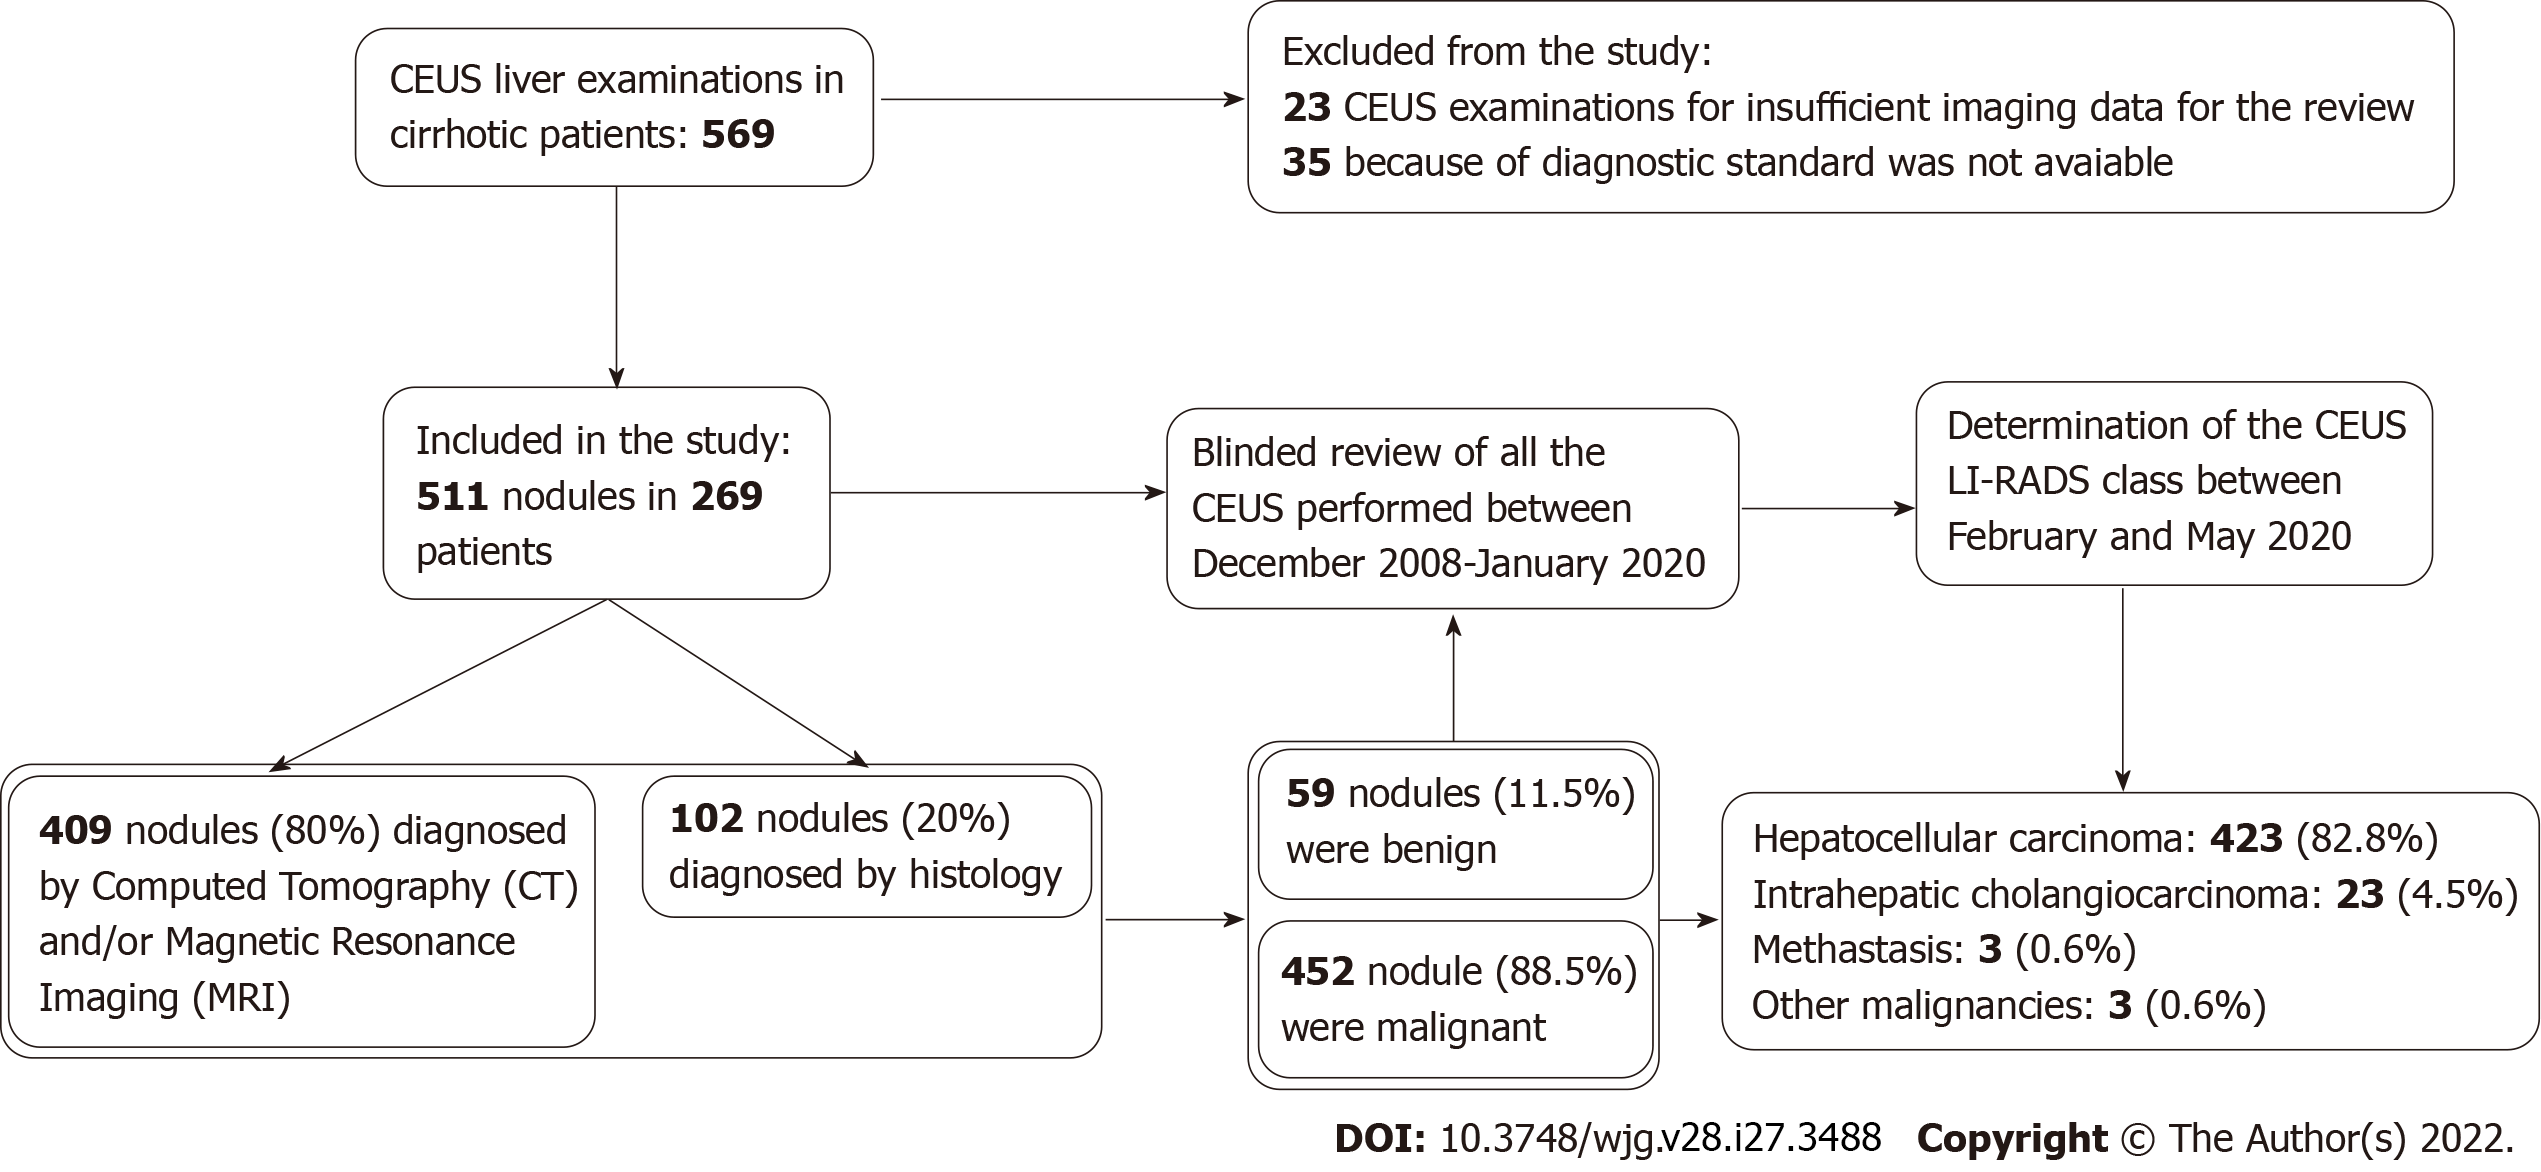 CEUS liver examinations in
cirrhotic patients: 569
Excluded from the study:
23 CEUS examinations for insufficient imaging data for the review
35 because of diagnostic standard was not avaiable
Included in the study:
511 nodules in 269
patients
Blinded review of all the
CEUS performed between
December 2008-January 2020
Determination of the CEUS
LI-RADS class between
February and May 2020
409 nodules (80%) diagnosed
by Computed Tomography (CT)
and/or Magnetic Resonance
Imaging (MRI)
102 nodules (20%)
diagnosed by histology
59 nodules (11.5%)
were benign
452 nodule (88.5%)
were malignant
Hepatocellular carcinoma: 423 (82.8%)
Intrahepatic cholangiocarcinoma: 23 (4.5%)
Methastasis: 3 (0.6%)
Other malignancies: 3 (0.6%)
DOI: 10.3748/wjg.v28.i27.3488 Copyright © The Author(s) 2022.